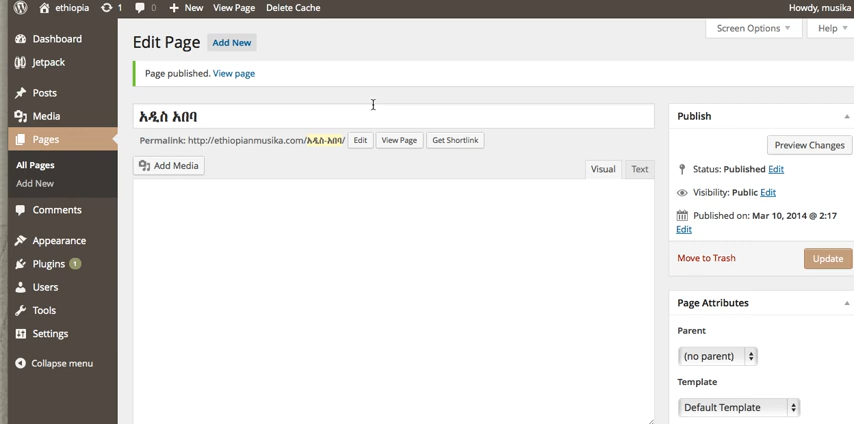 ethiopia 1 0 New View Page Delete Cache Howdy, musika
Screen Options Help
Dashboard
Jetpack
Posts
Media
Pages
All Pages
Add New
Comments
Appearance
Plugins 1
Users
Tools
Settings
Collapse menu
Edit Page Add New
Page published. View page
አዲስ አበባ
Permalink: http://ethiopianmusika.com/አዲስ-አበባ/ Edit View Page Get Shortlink
Add Media
Visual Text
Publish
Preview Changes
Status: Published Edit
Visibility: Public Edit
Published on: Mar 10, 2014 @ 2:17
Edit
Move to Trash Update
Page Attributes
Parent
(no parent)
Template
Default Template